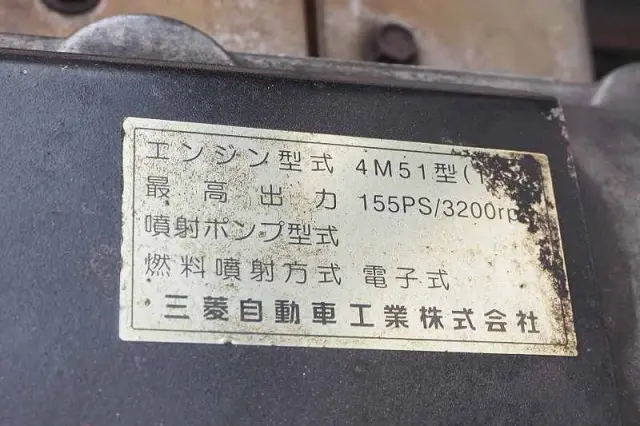 エンジン型式 4M51型(1
最高出力 155PS/3200rp
噴射ポンプ型式
燃料噴射方式 電子式
三菱自動車工業株式会社